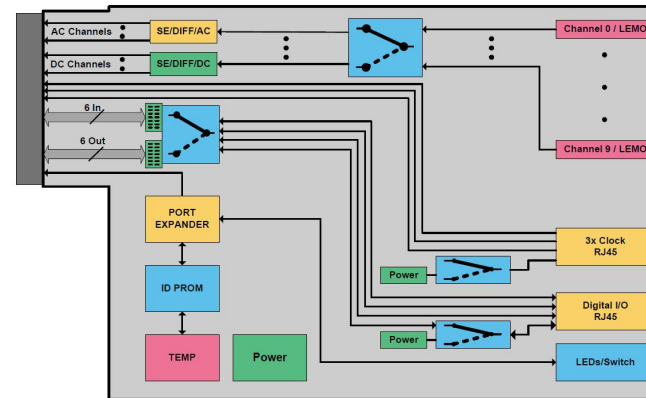 AC Channels
SE/DIFF/AC
Channel 0 / LEMO
DC Channels
SE/DIFF/DC
6 In
6 Out
Channel 9 / LEMO
PORT
EXPANDER
3x Clock
RJ45
Power
ID PROM
Digital I/O
RJ45
Power
TEMP
Power
LEDs/Switch